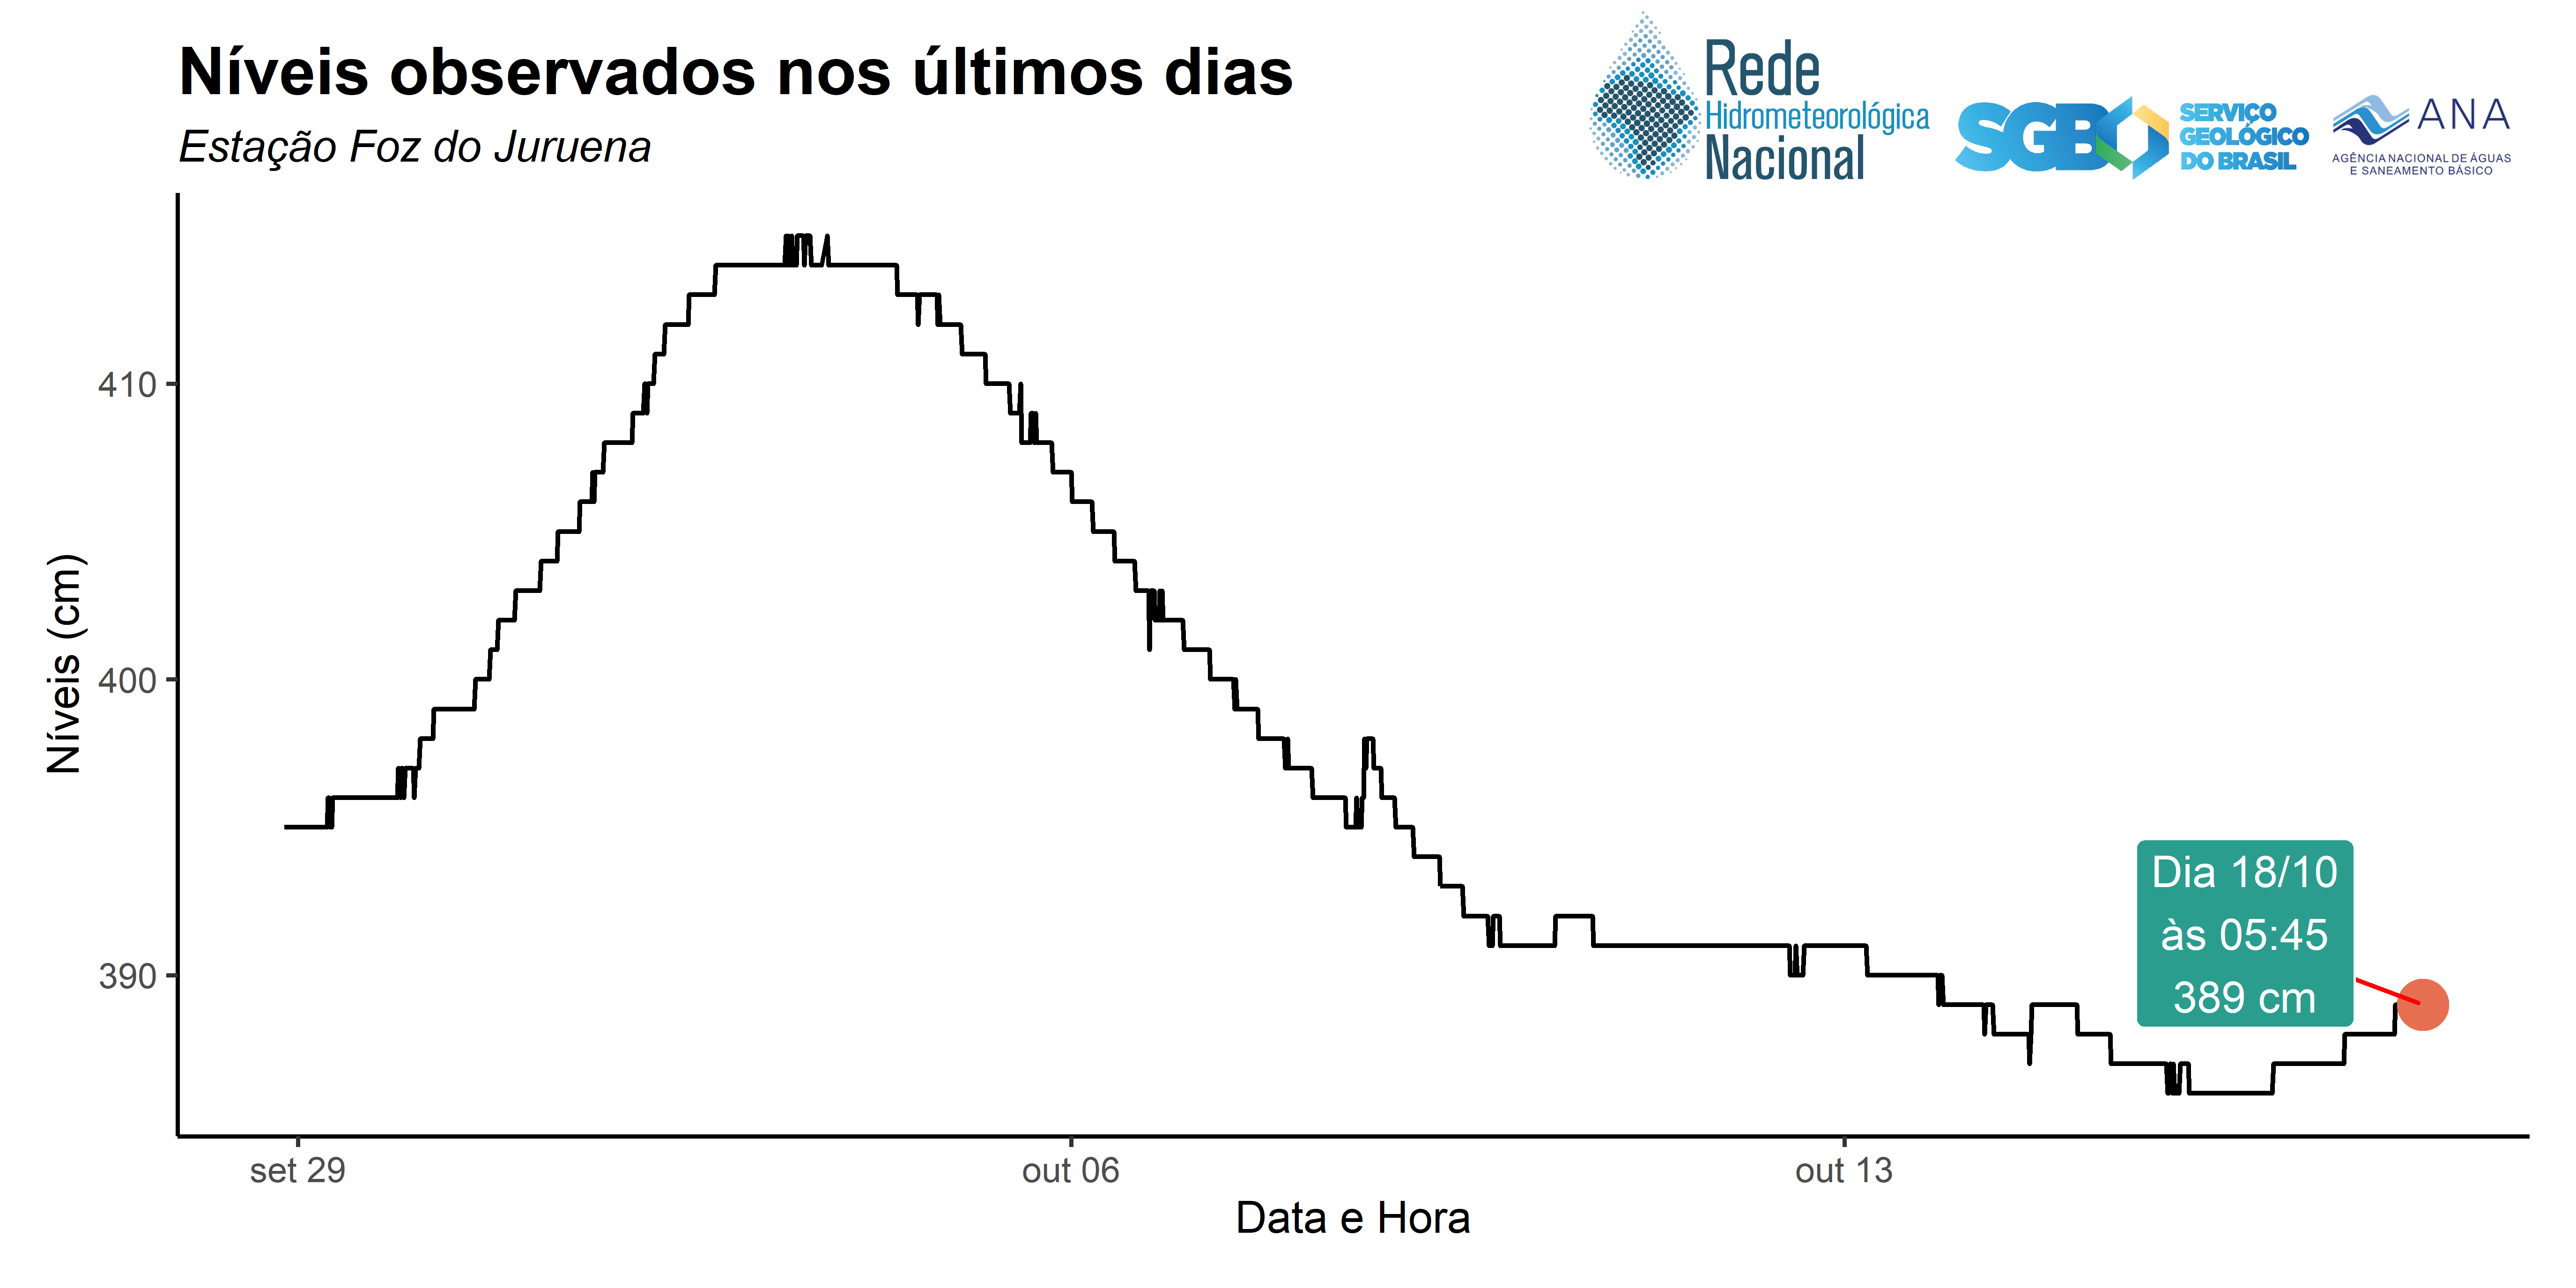 Níveis observados nos últimos dias
Estação Foz do Juruena
Rede
Hidrometeorológica
Nacional
SGB
SERVIÇO
GEOLÓGICO
DO BRASIL
ANA
AGÊNCIA NACIONAL DE ÁGUAS
E SANEAMENTO BÁSICO
Níveis (cm)
410
400
390
Dia 18/10
às 05:45
389 cm
set 29
out 06
out 13
Data e Hora